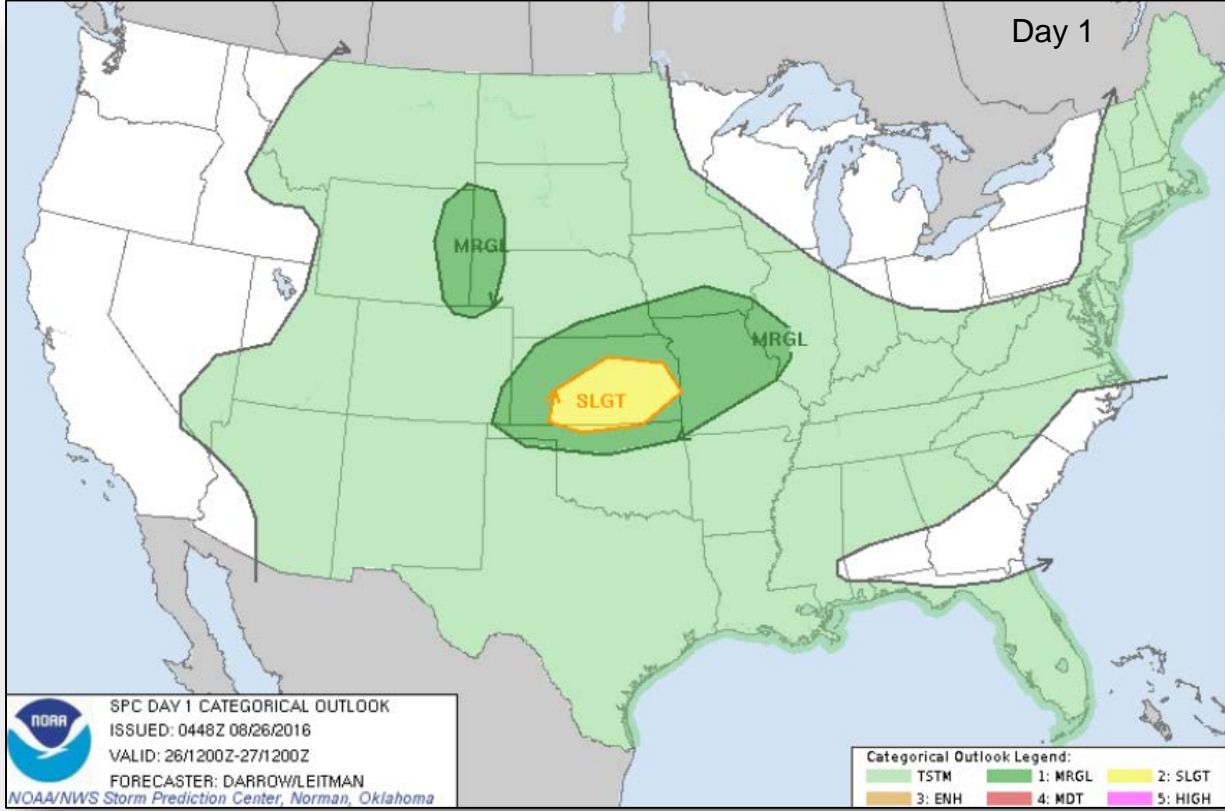 Day 1
MRGL
MRGL
SLGT
NOAA
SPC DAY 1 CATEGORICAL OUTLOOK
ISSUED: 0448Z 08/26/2016
VALID: 26/1200Z-27/1200Z
FORECASTER: DARROW/LEITMAN
NOAA/NWS Storm Prediction Center, Norman, Oklahoma
Categorical Outlook Legend:
TSTM 1: MRGL 2: SLGT
3: ENH 4: MDT 5: HIGH